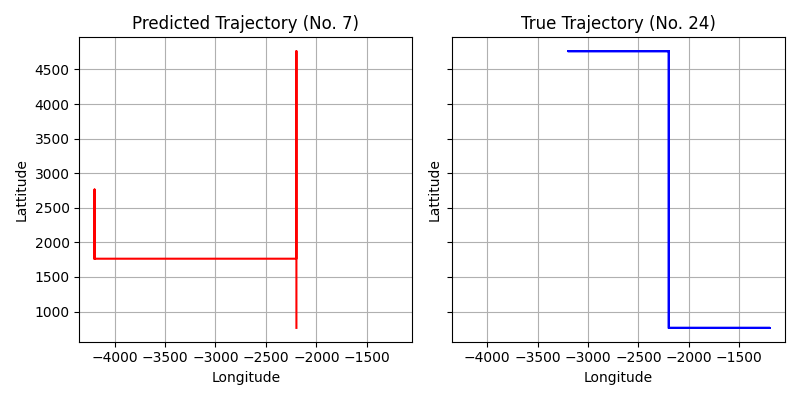 Predicted Trajectory (No. 7)
True Trajectory (No. 24)
4500
4000
3500
3000
2500
2000
1500
1000
Lattitude
Lattitude
−4000 −3500 −3000 −2500 −2000 −1500
−4000 −3500 −3000 −2500 −2000 −1500
Longitude
Longitude